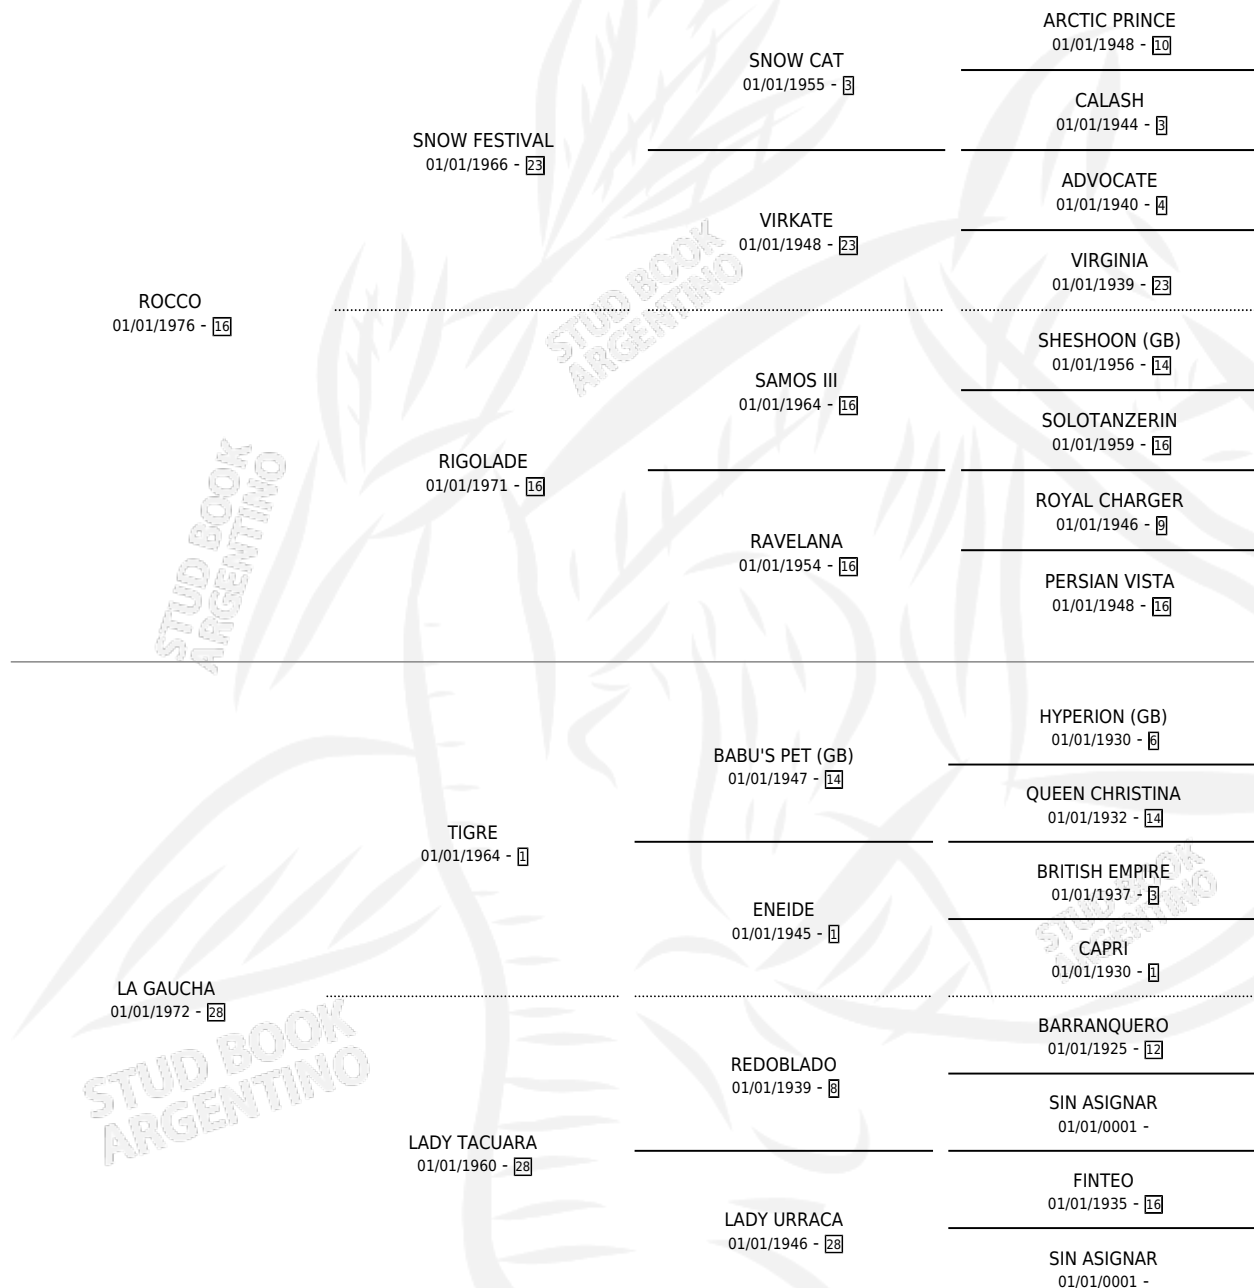 ARCTIC PRINCE
01/01/1948 - 10
SNOW CAT
01/01/1955 - 3
CALASH
01/01/1944 - 3
SNOW FESTIVAL
01/01/1966 - 23
ADVOCATE
01/01/1940 - 4
VIRKATE
01/01/1948 - 23
VIRGINIA
01/01/1939 - 23
ROCCO
01/01/1976 - 16
SHESHOON (GB)
01/01/1956 - 14
SAMOS III
01/01/1964 - 16
SOLOTANZERIN
01/01/1959 - 16
RIGOLADE
01/01/1971 - 16
ROYAL CHARGER
01/01/1946 - 9
RAVELANA
01/01/1954 - 16
PERSIAN VISTA
01/01/1948 - 16
HYPERION (GB)
01/01/1930 - 6
BABU'S PET (GB)
01/01/1947 - 14
QUEEN CHRISTINA
01/01/1932 - 14
TIGRE
01/01/1964 - 1
BRITISH EMPIRE
01/01/1937 - 3
ENEIDE
01/01/1945 - 1
CAPRI
01/01/1930 - 1
LA GAUCHA
01/01/1972 - 28
BARRANQUERO
01/01/1925 - 12
REDOBLADO
01/01/1939 - 8
SIN ASIGNAR
01/01/0001 -
LADY TACUARA
01/01/1960 - 28
FINTEO
01/01/1935 - 16
LADY URRACA
01/01/1946 - 28
SIN ASIGNAR
01/01/0001 -
STUD BOOK
ARGENTINO
STUD BOOK
ARGENTINO
STUD BOOK
ARGENTINO
STUD BOOK
ARGENTINO